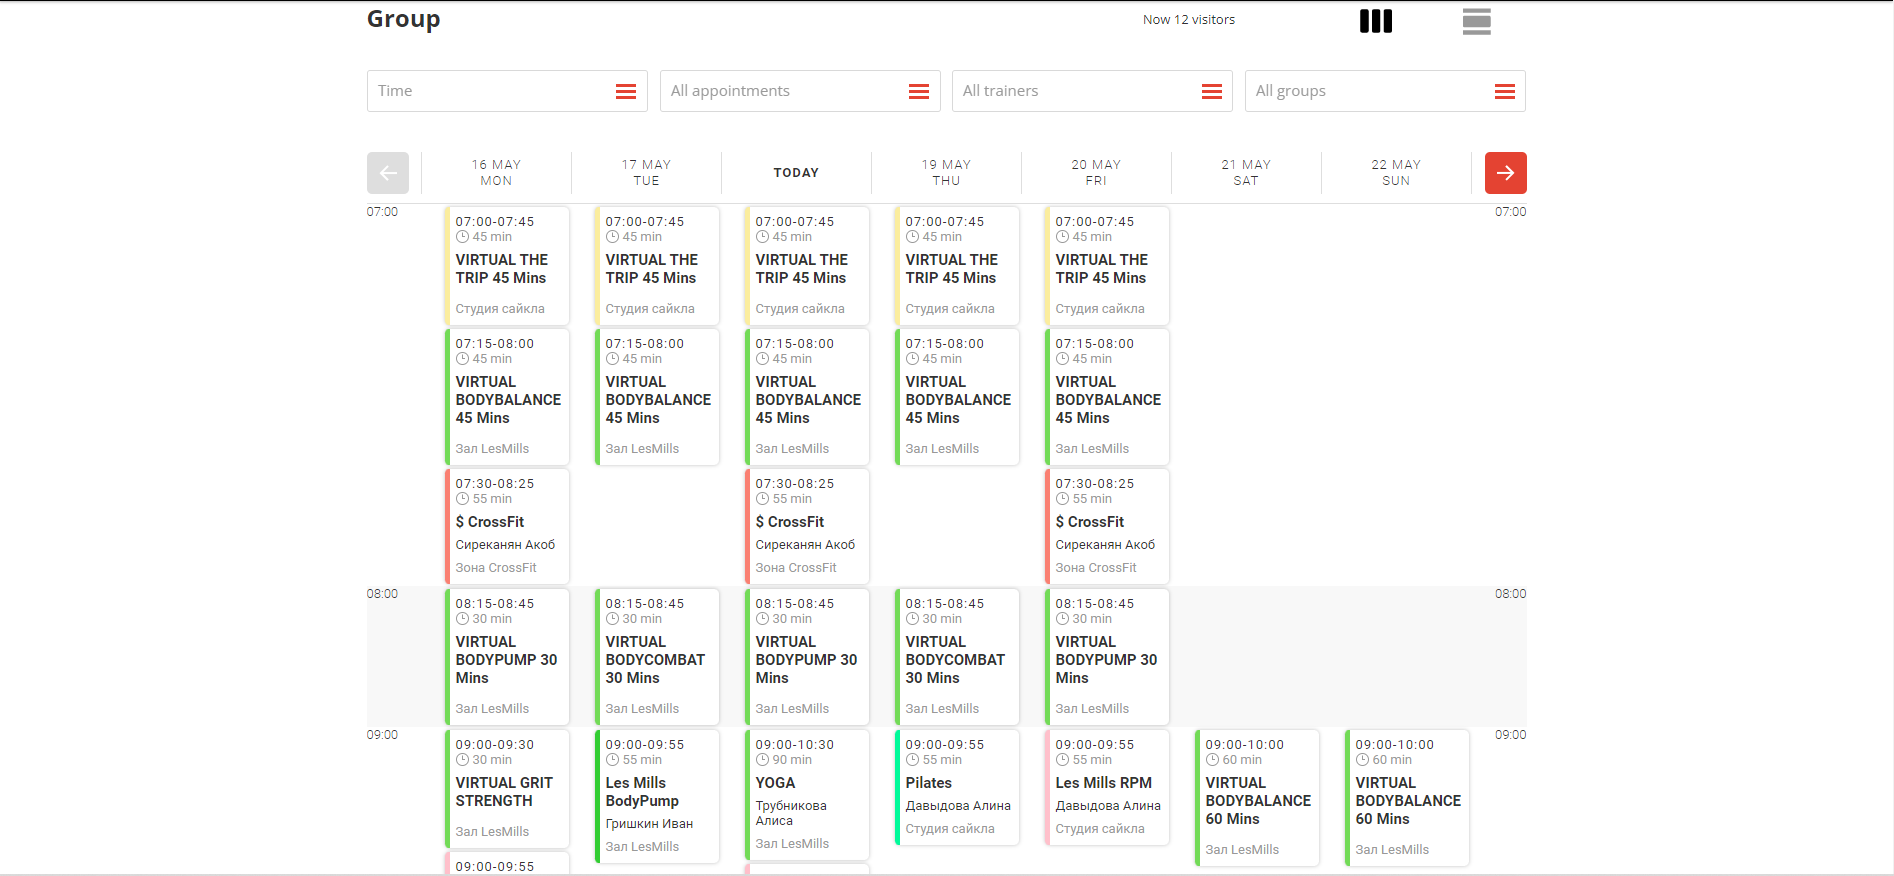 Group
Now 12 visitors
Time
All appointments
All trainers
All groups
16 MAY
MON
17 MAY
TUE
TODAY
19 MAY
THU
20 MAY
FRI
21 MAY
SAT
22 MAY
SUN
07:00
07:00-07:45
45 min
VIRTUAL THE
TRIP 45 Mins
Студия сайкла
07:00-07:45
45 min
VIRTUAL THE
TRIP 45 Mins
Студия сайкла
07:00-07:45
45 min
VIRTUAL THE
TRIP 45 Mins
Студия сайкла
07:00-07:45
45 min
VIRTUAL THE
TRIP 45 Mins
Студия сайкла
07:00-07:45
45 min
VIRTUAL THE
TRIP 45 Mins
Студия сайкла
07:00
07:15-08:00
45 min
VIRTUAL
BODYBALANCE
45 Mins
Зал LesMills
07:15-08:00
45 min
VIRTUAL
BODYBALANCE
45 Mins
Зал LesMills
07:15-08:00
45 min
VIRTUAL
BODYBALANCE
45 Mins
Зал LesMills
07:15-08:00
45 min
VIRTUAL
BODYBALANCE
45 Mins
Зал LesMills
07:15-08:00
45 min
VIRTUAL
BODYBALANCE
45 Mins
Зал LesMills
07:30-08:25
55 min
$ CrossFit
Сиреканян Акоб
Зона CrossFit
07:30-08:25
55 min
$ CrossFit
Сиреканян Акоб
Зона CrossFit
07:30-08:25
55 min
$ CrossFit
Сиреканян Акоб
Зона CrossFit
08:00
08:15-08:45
30 min
VIRTUAL
BODYPUMP 30
Mins
Зал LesMills
08:15-08:45
30 min
VIRTUAL
BODYCOMBAT
30 Mins
Зал LesMills
08:15-08:45
30 min
VIRTUAL
BODYPUMP 30
Mins
Зал LesMills
08:15-08:45
30 min
VIRTUAL
BODYCOMBAT
30 Mins
Зал LesMills
08:15-08:45
30 min
VIRTUAL
BODYPUMP 30
Mins
Зал LesMills
08:00
09:00
09:00-09:30
30 min
VIRTUAL GRIT
STRENGTH
Зал LesMills
09:00-09:55
09:00-09:55
55 min
Les Mills
BodyPump
Гришкин Иван
Зал LesMills
09:00-10:30
90 min
YOGA
Трубникова
Алиса
Зал LesMills
09:00-09:55
55 min
Pilates
Давыдова Алина
Студия сайкла
09:00-09:55
55 min
Les Mills RPM
Давыдова Алина
Студия сайкла
09:00-10:00
60 min
VIRTUAL
BODYBALANCE
60 Mins
Зал LesMills
09:00-10:00
60 min
VIRTUAL
BODYBALANCE
60 Mins
Зал LesMills
09:00